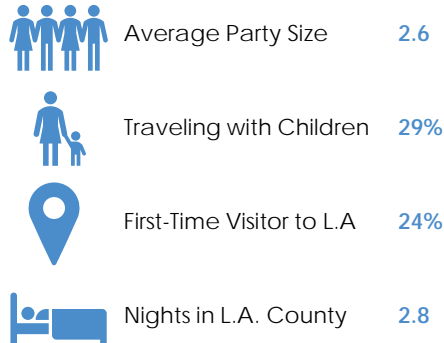 Average Party Size 2.6
Traveling with Children 29%
First-Time Visitor to L.A 24%
Nights in L.A. County 2.8